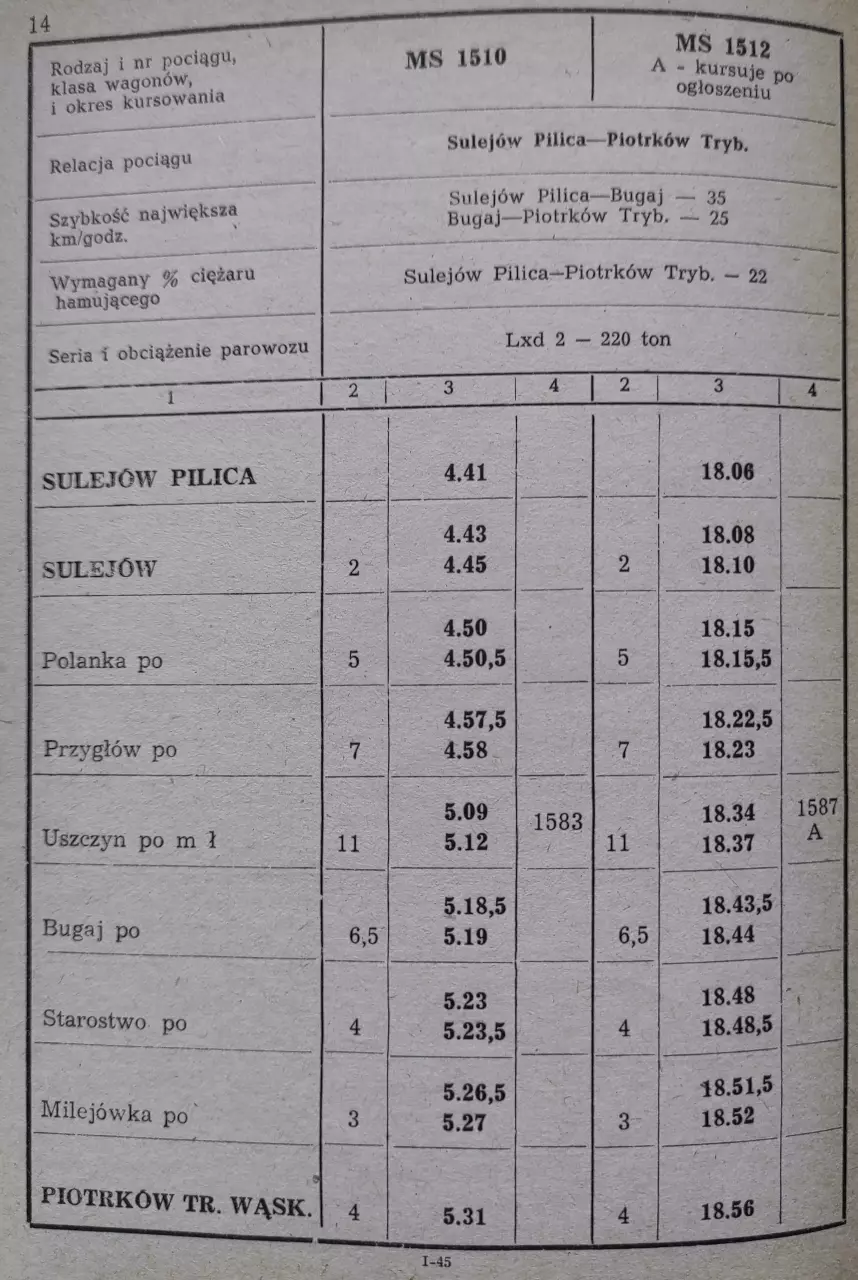 14
Rodzaj i nr pociągu,
klasa wagonów,
i okres kursowania
MS 1510
MS 1512
A - kursuje po
ogłoszeniu
Relacja pociągu
Sulejów Pilica—Piotrków Tryb.
Szybkość największa
km/godz.
Sulejów Pilica—Bugaj — 35
Bugaj—Piotrków Tryb. — 25
Wymagany % ciężaru
hamującego
Sulejów Pilica—Piotrków Tryb. — 22
Seria i obciążenie parowozu
Lxd 2 — 220 ton
1 2 3 4 2 3 4
SULEJÓW PILICA 4.41 18.06
4.43 18.08
SULEJÓW 2 4.45 2 18.10
4.50 18.15
Polanka po 5 4.50,5 5 18.15,5
4.57,5 18.22,5
Przygłów po 7 4.58 7 18.23
5.09 1583 18.34 1587
Uszczyn po m ł 11 5.12 11 18.37 A
5.18,5 18.43,5
Bugaj po 6,5 5.19 6,5 18.44
5.23 18.48
Starostwo po 4 5.23,5 4 18.48,5
5.26,5 18.51,5
Milejówka po 3 5.27 3 18.52
PIOTRKÓW TR. WĄSK. 4 5.31 4 18.56
I-45